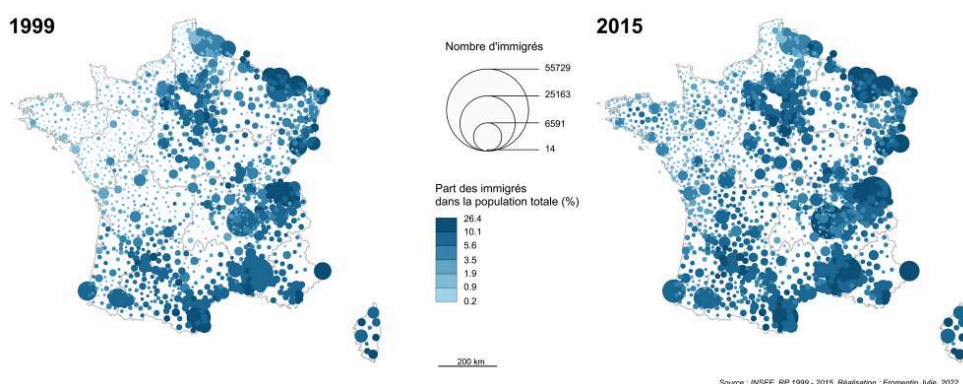 1999
2015
Nombre d'immigrés
55729
25163
6591
14
Part des immigrés
dans la population totale (%)
26.4
10.1
5.6
3.5
1.9
0.9
0.2
200 km
Source : INSEE, RP 1999 - 2015. Réalisation : Fromentin Julie, 2022